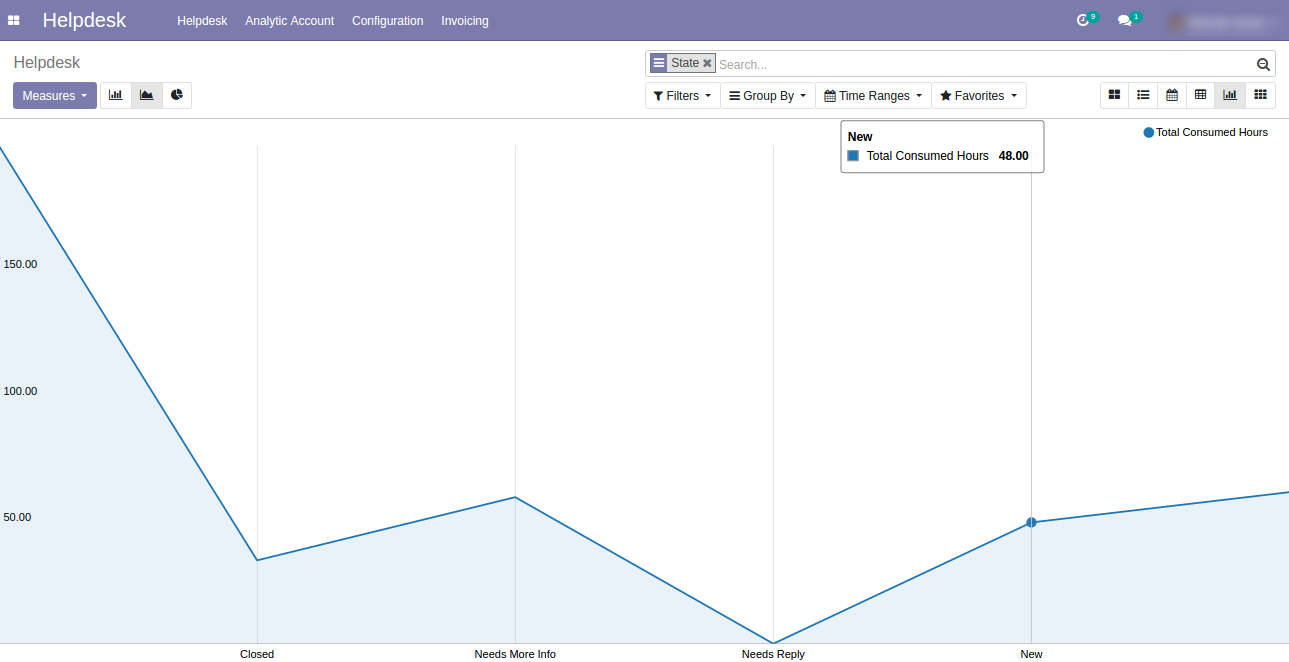 Helpdesk Helpdesk Analytic Account Configuration Invoicing 9 1
Helpdesk
State Search...
Measures Filters Group By Time Ranges Favorites
New
Total Consumed Hours 48.00
Total Consumed Hours
150.00
100.00
50.00
Closed Needs More Info Needs Reply New